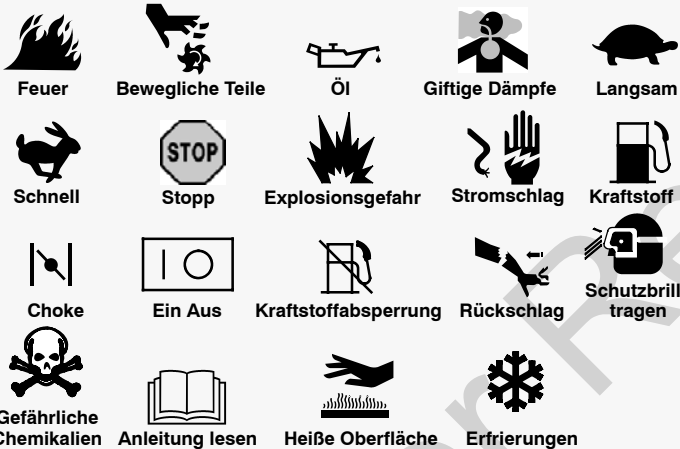 Feuer
Bewegliche Teile
Öl
Giftige Dämpfe
Langsam
Schnell
STOP
Stopp
Explosionsgefahr
Stromschlag
Kraftstoff
Choke
Ein Aus
Kraftstoffabsperrung
Rückschlag
Schutzbrill
tragen
Gefährliche
Chemikalien
Anleitung lesen
Heiße Oberfläche
Erfrierungen